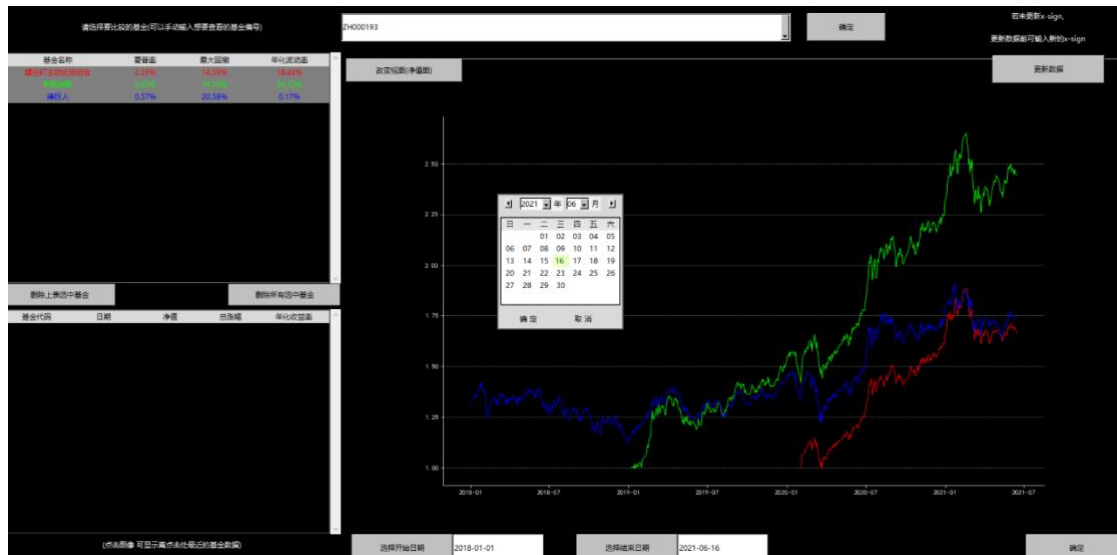 请选择要比较的基金(可以手动输入想要查看的基金编号)
ZH000193
确定
若未更新x-sign,
更新数据前可输入新的x-sign
更新数据
基金名称 夏普率 最大回撤 年化波动率
2.59% 14.50% 18.43%
绿巨人 0.57% 20.58% 0.17%
改变视图(净值图)
删除上表选中基金
删除所有选中基金
基金代码 日期 净值 总涨幅 年化收益率
2.50
2.25
2.00
1.75
1.50
1.25
1.00
2018-01 2018-07 2019-01 2019-07 2020-01 2020-07 2021-01 2021-07
2021 年 06 月
日 一 二 三 四 五 六
01 02 03 04 05
06 07 08 09 10 11 12
13 14 15 16 17 18 19
20 21 22 23 24 25 26
27 28 29 30
确 定 取 消
(点击图像 可显示离点击处最近的基金数据)
选择开始日期
2018-01-01
选择结束日期
2021-06-16
确定